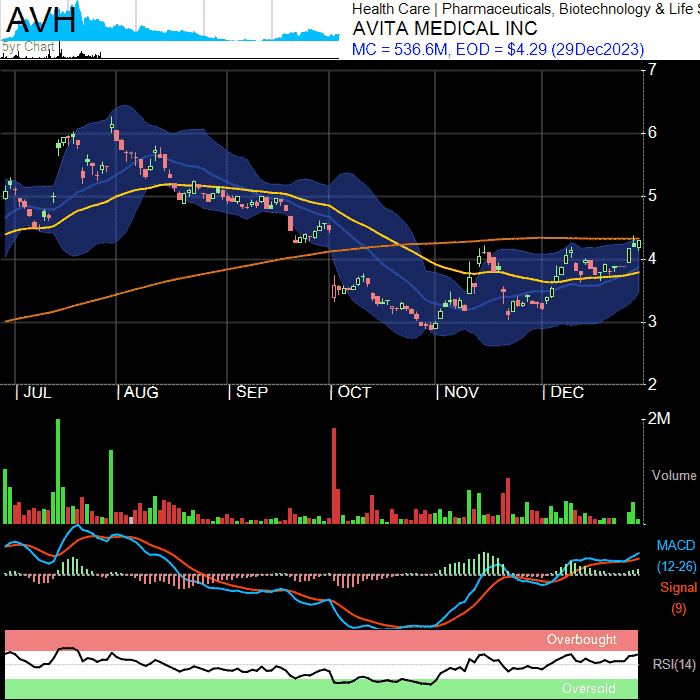 AVH
5yr Chart
Health Care | Pharmaceuticals, Biotechnology & Life S
AVITA MEDICAL INC
MC = 536.6M, EOD = $4.29 (29Dec2023)
7
6
5
4
3
2
| JUL | AUG | SEP | OCT | NOV | DEC
2M
Volume
MACD
(12-26)
Signal
(9)
Overbought
RSI(14)
Oversold